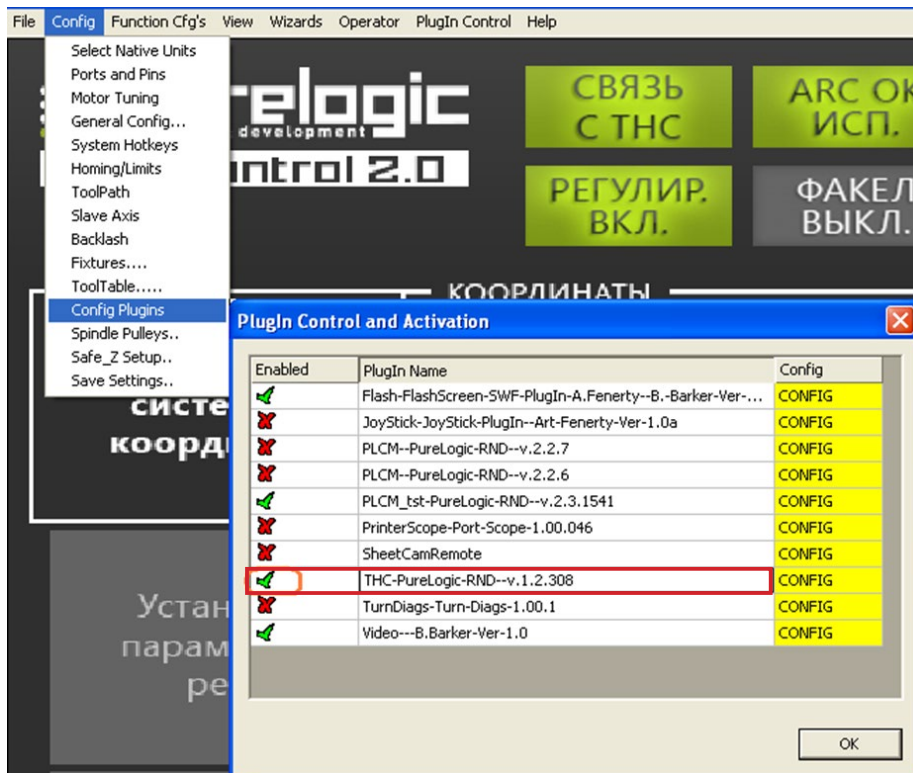 File Config Function Cfg's View Wizards Operator PlugIn Control Help
Select Native Units
Ports and Pins
Motor Tuning
General Config...
System Hotkeys
Homing/Limits
ToolPath
Slave Axis
Backlash
Fixtures....
ToolTable.....
Config Plugins
Spindle Pulleys..
Safe_Z Setup..
Save Settings..
relogic
development
ntrol 2.0
СВЯЗЬ
С ТНС
ARC OK
ИСП.
РЕГУЛИР.
ВКЛ.
ФАКЕЛ
ВЫКЛ.
КООРДИНАТЫ
систе
коорд
Устан
парам
ре
PlugIn Control and Activation
Enabled PlugIn Name Config
Flash-FlashScreen-SWF-PlugIn-A.Fenerty--B.-Barker-Ver-... CONFIG
JoyStick-JoyStick-PlugIn--Art-Fenerty-Ver-1.0a CONFIG
PLCM--PureLogic-RND--v.2.2.7 CONFIG
PLCM--PureLogic-RND--v.2.2.6 CONFIG
PLCM_tst-PureLogic-RND--v.2.3.1541 CONFIG
PrinterScope-Port-Scope-1.00.046 CONFIG
SheetCamRemote CONFIG
THC-PureLogic-RND--v.1.2.308 CONFIG
TurnDiags-Turn-Diags-1.00.1 CONFIG
Video---B.Barker-Ver-1.0 CONFIG
OK